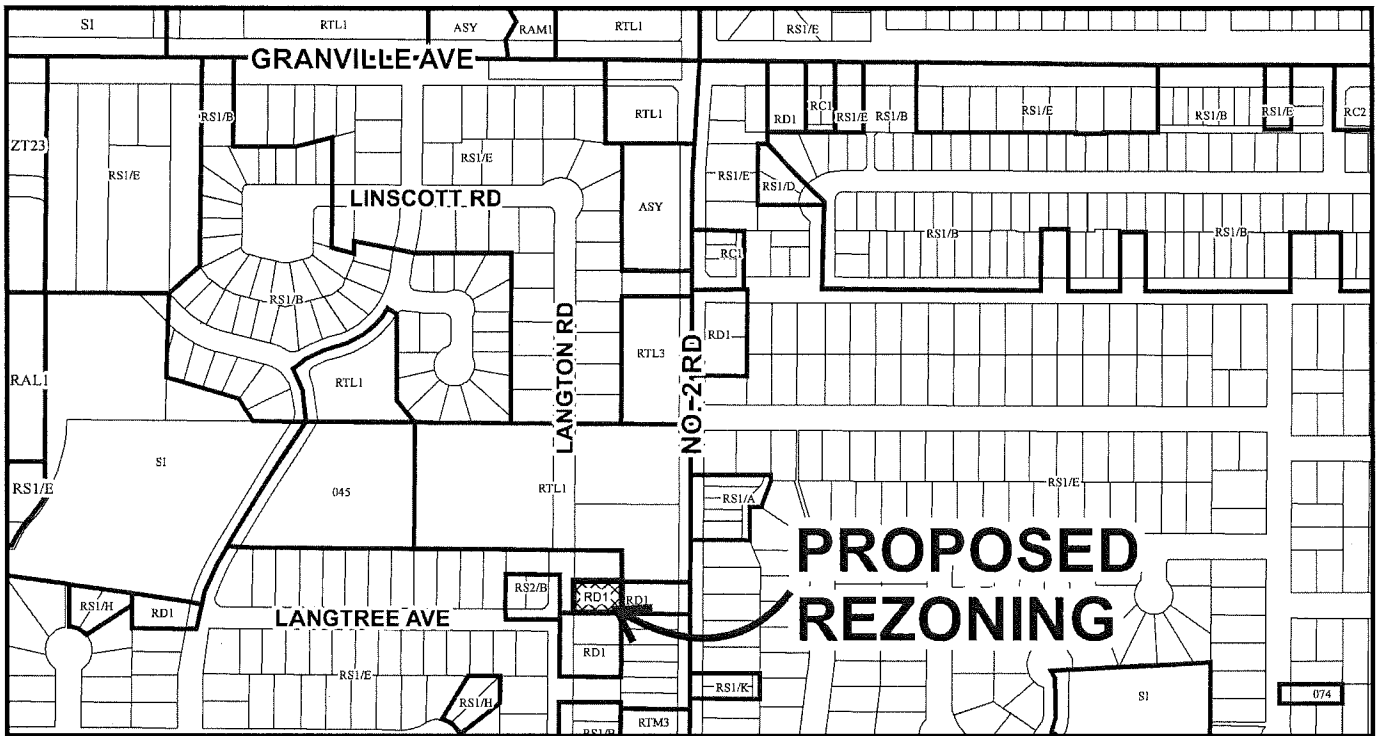 S1 RTL1 ASY RAM1 RTL1 RS1/E
GRANVILLE AVE
RS1/B RTL1 RD1 RC1 RS1/E RS1/B RS1/E RS1/B RS1/E RC2
ZT23 RS1/E RS1/E RS1/E RS1/D
LINSCOTT RD
ASY RS1/B RS1/B
RC1
RS1/B
LANGTON RD
NO. 2 RD
RTL3 RD1
RAL1 RTL1
S1
RS1/E 045 RTL1 RS1/A RS1/E
PROPOSED
REZONING
RS2/B RD1 RD1
RS1/H RD1
LANGTREE AVE
RD1
RS1/E RS1/H RS1/K S1 074
RS1/B RTM3